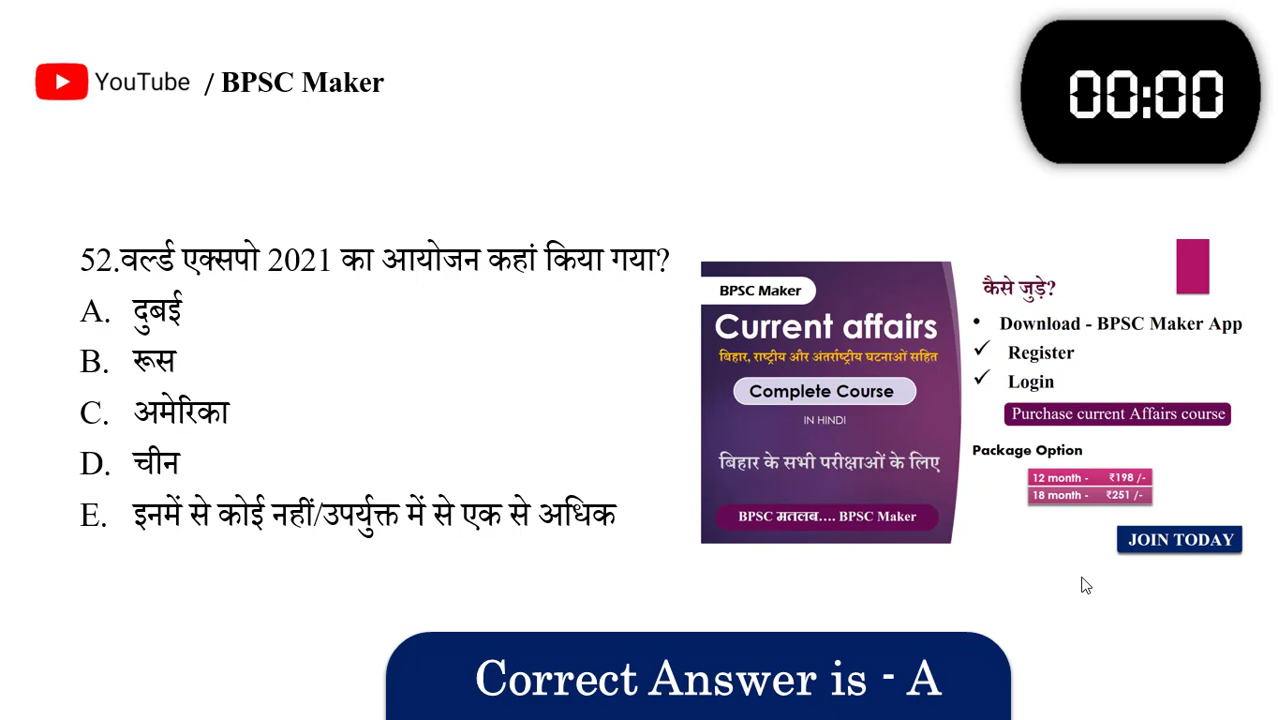 YouTube / BPSC Maker
00:00
52.वर्ल्ड एक्सपो 2021 का आयोजन कहां किया गया?
A. दुबई
B. रूस
C. अमेरिका
D. चीन
E. इनमें से कोई नहीं/उपर्युक्त में से एक से अधिक
BPSC Maker
Current affairs
बिहार, राष्ट्रीय और अंतर्राष्ट्रीय घटनाओं सहित
Complete Course
IN HINDI
बिहार के सभी परीक्षाओं के लिए
BPSC मतलब.... BPSC Maker
कैसे जुड़े?
• Download - BPSC Maker App
✓ Register
✓ Login
Purchase current Affairs course
Package Option
12 month - ₹198 /-
18 month - ₹251 /-
JOIN TODAY
Correct Answer is - A